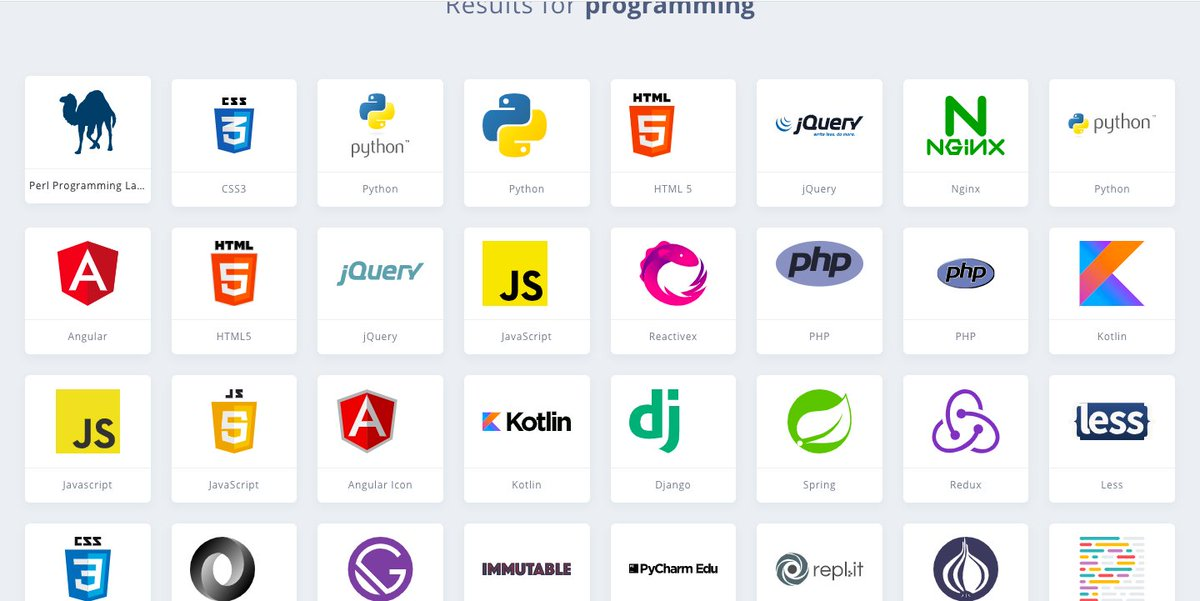 Results for programming
CSS
3
python™
HTML
5
jQuery
write less, do more.
N
NGINX
python™
Perl Programming La...
CSS3
Python
Python
HTML 5
jQuery
Nginx
Python
A
HTML
5
jQuery
JS
php
php
K
Angular
HTML5
jQuery
JavaScript
Reactivex
PHP
PHP
Kotlin
JS
JS
5
A
Kotlin
dj
less
Javascript
JavaScript
Angular Icon
Kotlin
Django
Spring
Redux
Less
CSS
3
G
IMMUTABLE
PyCharm Edu
repl.it